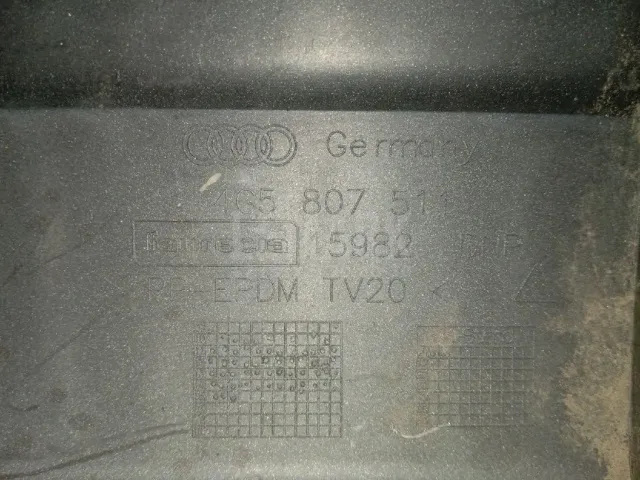 Germany
4G5 807 511
15982
PP-EPDM TV20 <